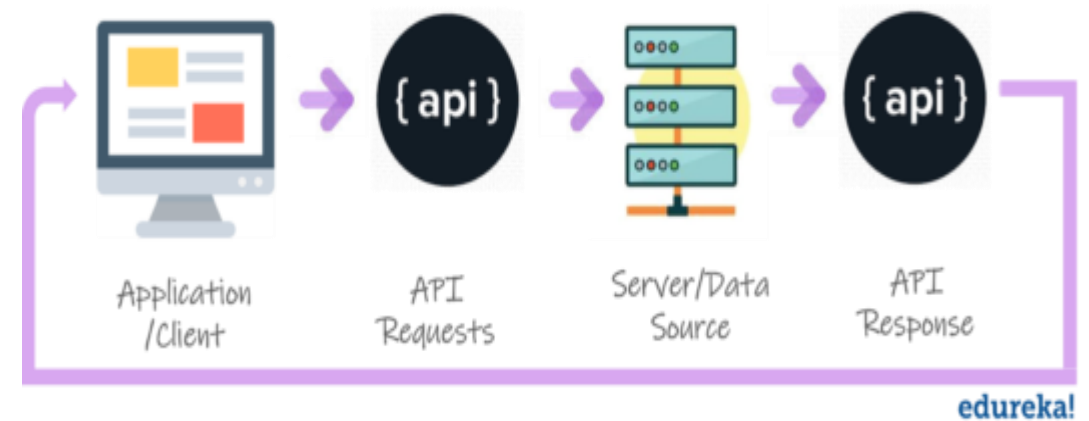 { api }
{ api }
Application
/Client
API
Requests
Server/Data
Source
API
Response
edureka!